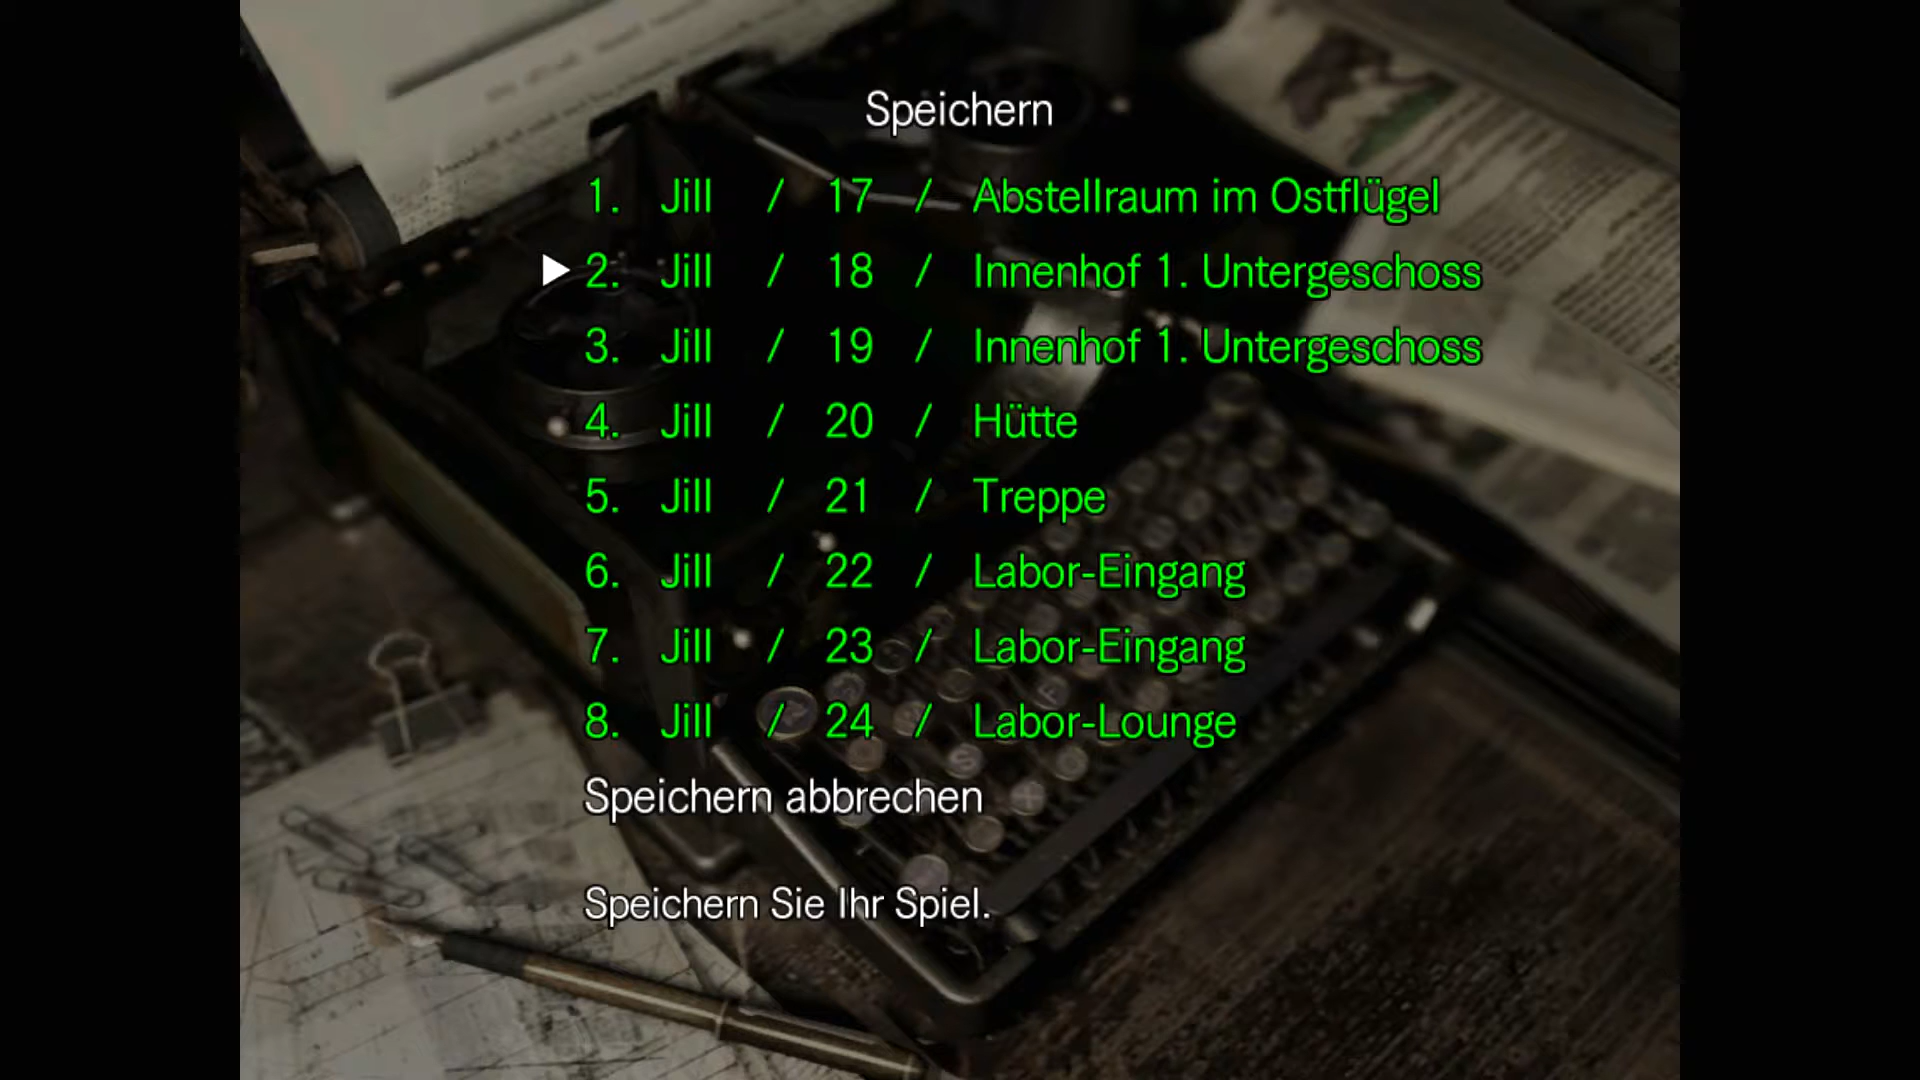 Speichern
1. Jill / 17 / Abstellraum im Ostflügel
2. Jill / 18 / Innenhof 1. Untergeschoss
3. Jill / 19 / Innenhof 1. Untergeschoss
4. Jill / 20 / Hütte
5. Jill / 21 / Treppe
6. Jill / 22 / Labor-Eingang
7. Jill / 23 / Labor-Eingang
8. Jill / 24 / Labor-Lounge
Speichern abbrechen
Speichern Sie Ihr Spiel.